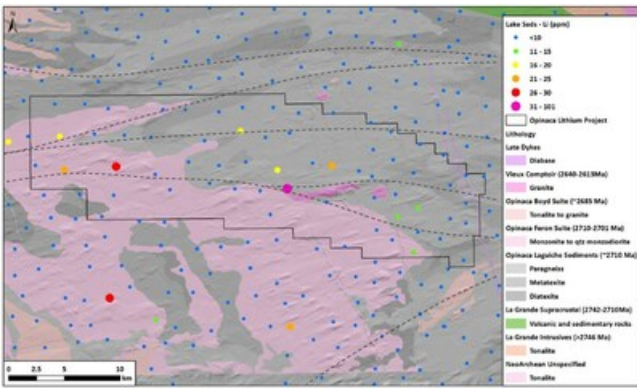 N
Lake Seds - Li (ppm)
<10
11 - 15
16 - 20
21 - 25
26 - 30
31 - 101
Opinaca Lithium Project
Lithology
Late Dykes
Diabase
Vieux Comptoir (2640-2613Ma)
Granite
Opinaca Boyd Suite (~2685 Ma)
Tonalite to granite
Opinaca Feron Suite (2710-2701 Ma)
Monzonite to qtz monzodiorite
Opinaca Laguiche Sediments (~2710 Ma)
Paragneiss
Metatexite
Diatexite
La Grande Supracrustal (2742-2710Ma)
Volcanic and sedimentary rocks
La Grande Intrusives (>2746 Ma)
Tonalite
NeoArchean Unspecified
Tonalite
0 2.5 5 10
km